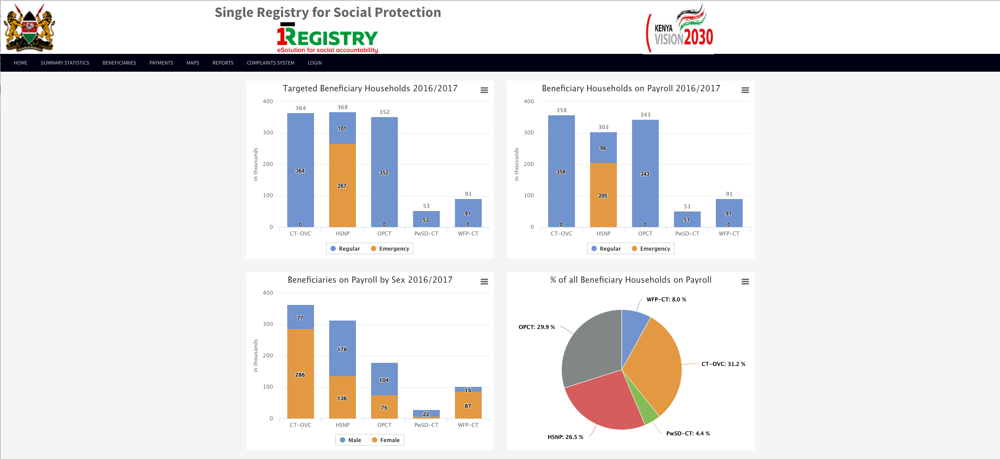 Single Registry for Social Protection
1REGISTRY
eSolution for social accountability
HARAMBEE
KENYA
VISION2030
HOME SUMMARY STATISTICS BENEFICIARIES PAYMENTS MAPS REPORTS COMPLAINTS SYSTEM LOGIN
Targeted Beneficiary Households 2016/2017
in thousands
400
300
200
100
0
364 368 352 53 91
364 101 352 53 91
267
0 0 0
CT-OVC HSNP OPCT PwSD-CT WFP-CT
Regular Emergency
Beneficiary Households on Payroll 2016/2017
in thousands
400
300
200
100
0
358 303 343 51 91
358 98 343 51 91
205
0 0 0
CT-OVC HSNP OPCT PwSD-CT WFP-CT
Regular Emergency
Beneficiaries on Payroll by Sex 2016/2017
in thousands
400
300
200
100
0
77 178 104 22 15
286 136 75 87
CT-OVC HSNP OPCT PwSD-CT WFP-CT
Male Female
% of all Beneficiary Households on Payroll
WFP-CT: 8.0 %
OPCT: 29.9 %
CT-OVC: 31.2 %
PwSD-CT: 4.4 %
HSNP: 26.5 %